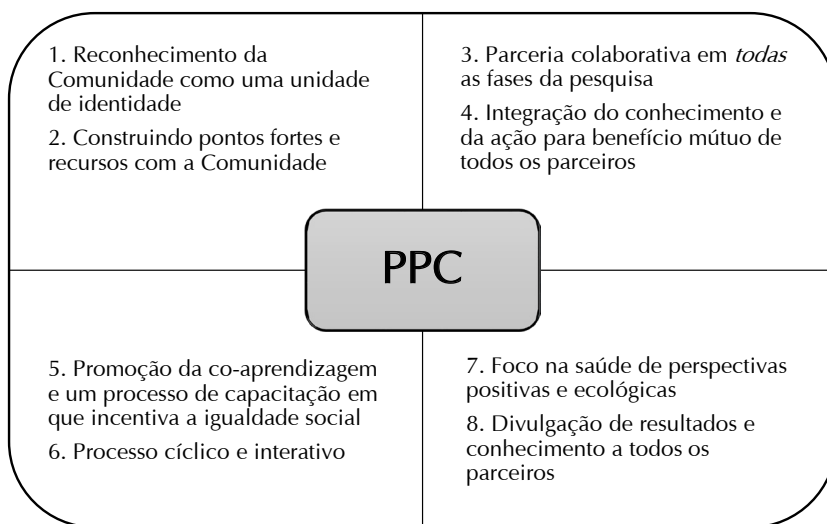 1. Reconhecimento da
Comunidade como uma unidade
de identidade
2. Construindo pontos fortes e
recursos com a Comunidade
3. Parceria colaborativa em todas
as fases da pesquisa
4. Integração do conhecimento e
da ação para benefício mútuo de
todos os parceiros
PPC
5. Promoção da co-aprendizagem
e um processo de capacitação em
que incentiva a igualdade social
6. Processo cíclico e interativo
7. Foco na saúde de perspectivas
positivas e ecológicas
8. Divulgação de resultados e
conhecimento a todos os
parceiros